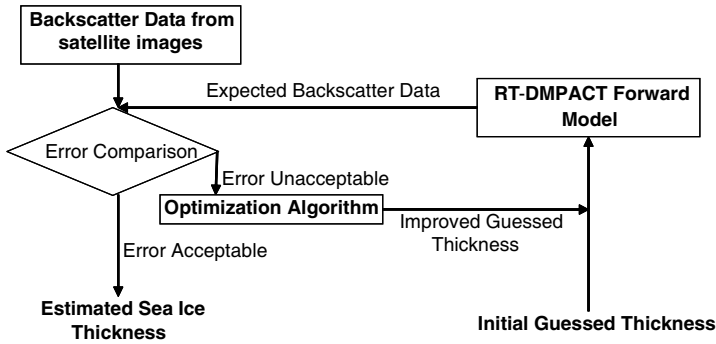 Backscatter Data from
satellite images
Expected Backscatter Data
RT-DMPACT Forward
Model
Error Comparison
Error Unacceptable
Optimization Algorithm
Improved Guessed
Thickness
Error Acceptable
Estimated Sea Ice
Thickness
Initial Guessed Thickness